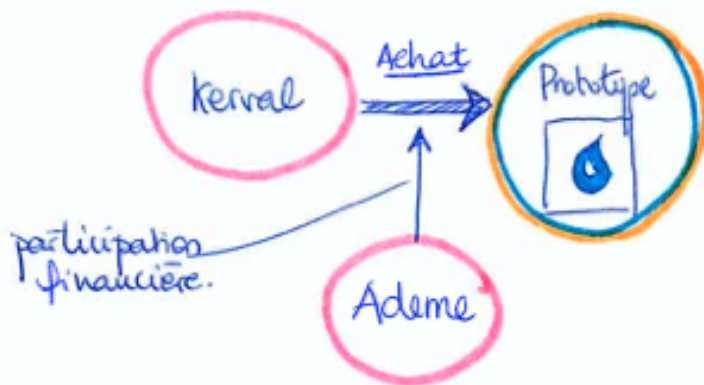 Achat
Kerval
Prototype
participation
financière.
Ademe